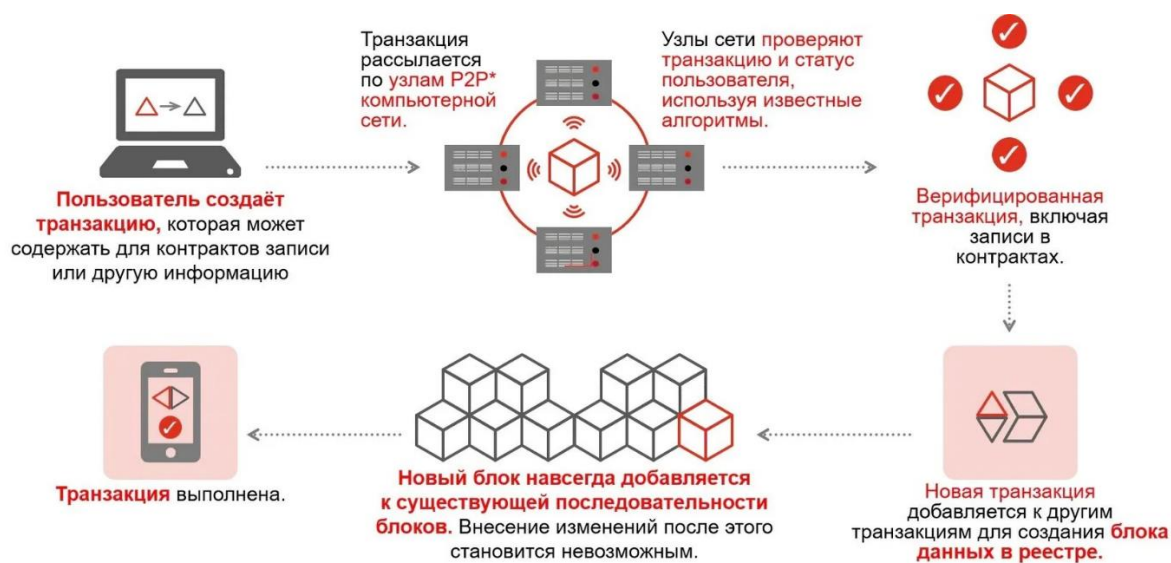 Транзакция
рассылается
по узлам P2P*
компьютерной
сети.
Узлы сети проверяют
транзакцию и статус
пользователя,
используя известные
алгоритмы.
Пользователь создаёт
транзакцию, которая может
содержать для контрактов записи
или другую информацию
Верифицированная
транзакция, включая
записи в
контрактах.
Транзакция выполнена.
Новый блок навсегда добавляется
к существующей последовательности
блоков. Внесение изменений после этого
становится невозможным.
Новая транзакция
добавляется к другим
транзакциям для создания блока
данных в реестре.